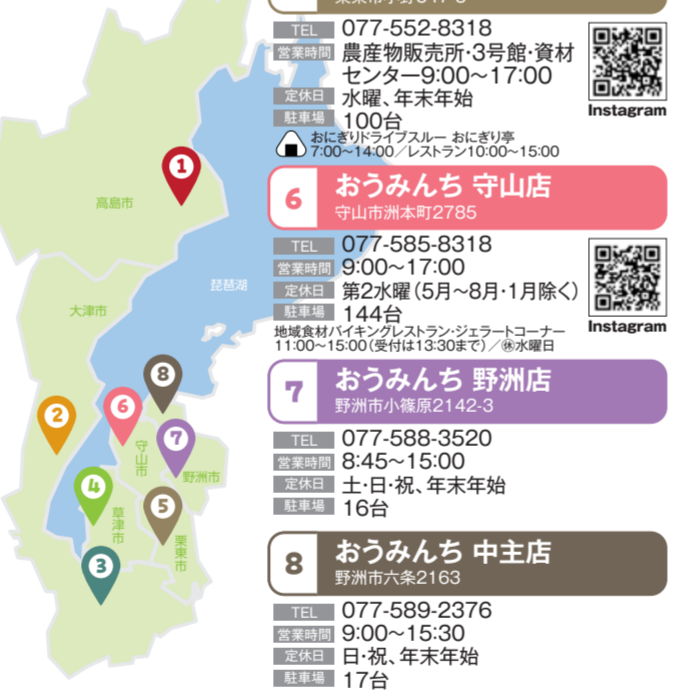 TEL 077-552-8318
営業時間 農産物販売所・3号館・資材
センター9:00〜17:00
定休日 水曜、年末年始
駐車場 100台
Instagram
おにぎりドライブスルー おにぎり亭
7:00〜14:00／レストラン10:00〜15:00
6 おうみんち 守山店
守山市洲本町2785
TEL 077-585-8318
営業時間 9:00〜17:00
定休日 第2水曜（5月〜8月・1月除く）
駐車場 144台
Instagram
地域食材バイキングレストラン・ジェラートコーナー
11:00〜15:00（受付は13:30まで）／㊡水曜日
7 おうみんち 野洲店
野洲市小篠原2142-3
TEL 077-588-3520
営業時間 8:45〜15:00
定休日 土・日・祝、年末年始
駐車場 16台
8 おうみんち 中主店
野洲市六条2163
TEL 077-589-2376
営業時間 9:00〜15:30
定休日 日・祝、年末年始
駐車場 17台
1
高島市
琵琶湖
大津市
8
6
2
7
守山市
野洲市
4
5
草津市
栗東市
3